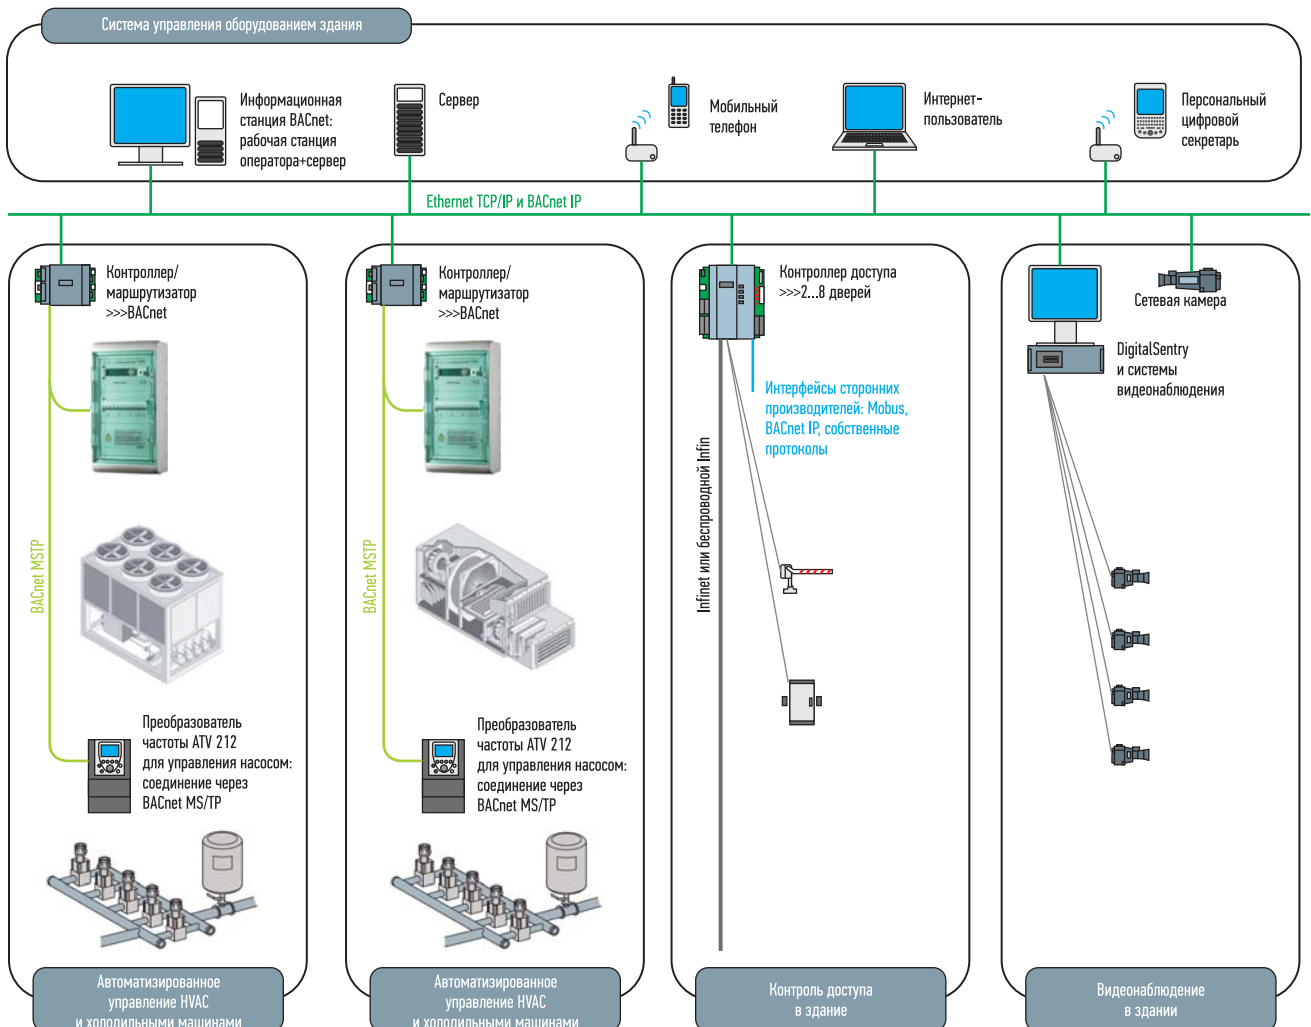 Система управления оборудованием здания
Информационная
станция BACnet:
рабочая станция
оператора+сервер
Сервер
Мобильный
телефон
Интернет-
пользователь
Персональный
цифровой
секретарь
Ethernet TCP/IP и BACnet IP
Контроллер/
маршрутизатор
>>>BACnet
BACnet MSTP
Преобразователь
частоты ATV 212
для управления насосом:
соединение через
BACnet MS/TP
Автоматизированное
управление HVAC
и холодильными машинами
Контроллер/
маршрутизатор
>>>BACnet
BACnet MSTP
Преобразователь
частоты ATV 212
для управления насосом:
соединение через
BACnet MS/TP
Автоматизированное
управление HVAC
и холодильными машинами
Контроллер доступа
>>>2...8 дверей
Интерфейсы сторонних
производителей: Mobus,
BACnet IP, собственные
протоколы
Infinet или беспроводной Infin
Контроль доступа
в здание
Сетевая камера
DigitalSentry
и системы
видеонаблюдения
Видеонаблюдение
в здании